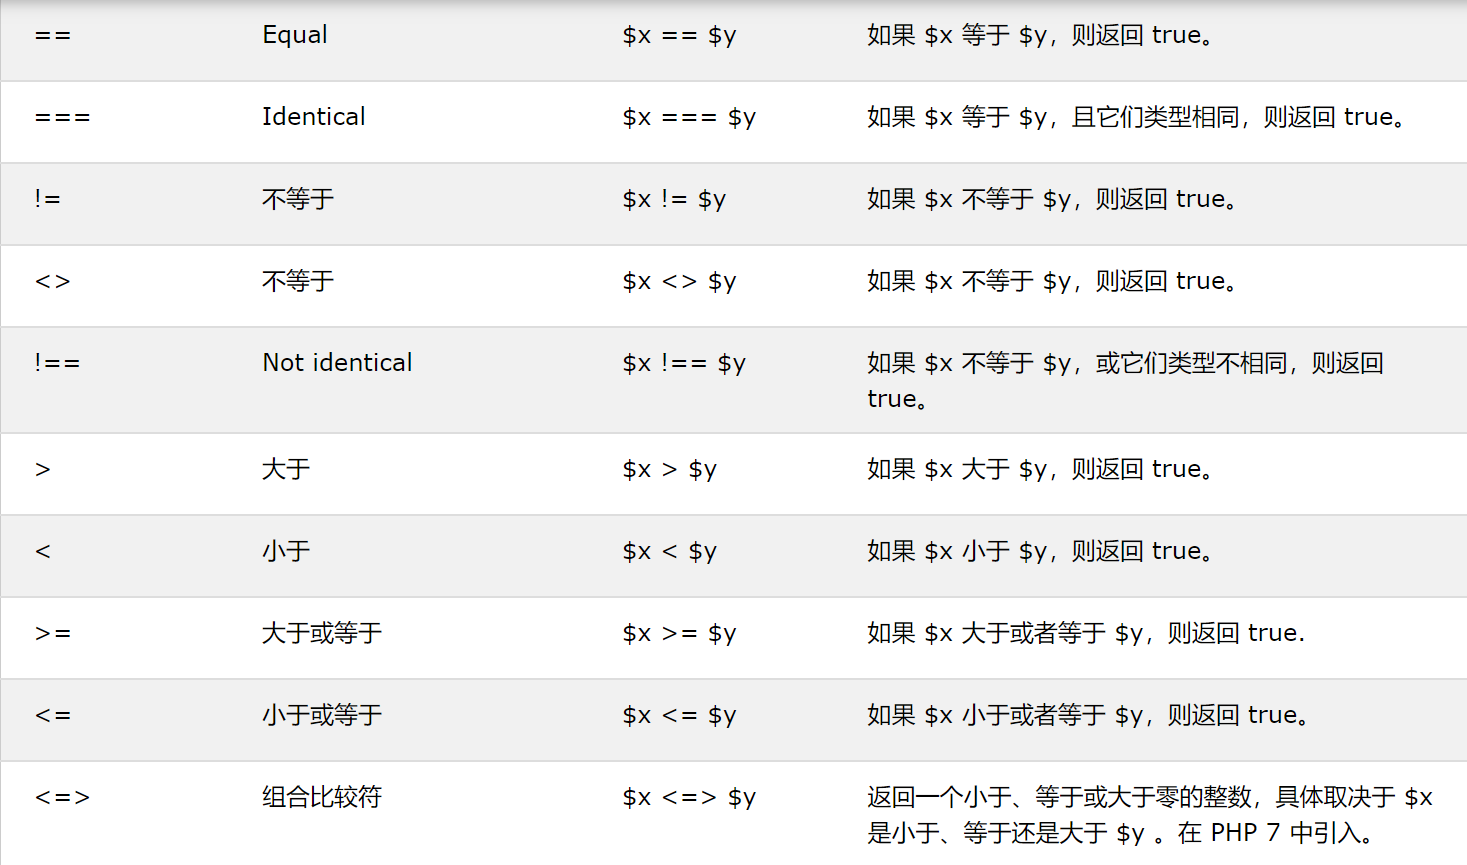 == Equal $x == $y 如果 $x 等于 $y，则返回 true。
=== Identical $x === $y 如果 $x 等于 $y，且它们类型相同，则返回 true。
!= 不等于 $x != $y 如果 $x 不等于 $y，则返回 true。
<> 不等于 $x <> $y 如果 $x 不等于 $y，则返回 true。
!== Not identical $x !== $y 如果 $x 不等于 $y，或它们类型不相同，则返回
true。
> 大于 $x > $y 如果 $x 大于 $y，则返回 true。
< 小于 $x < $y 如果 $x 小于 $y，则返回 true。
>= 大于或等于 $x >= $y 如果 $x 大于或者等于 $y，则返回 true.
<= 小于或等于 $x <= $y 如果 $x 小于或者等于 $y，则返回 true。
<=> 组合比较符 $x <=> $y 返回一个小于、等于或大于零的整数，具体取决于 $x
是小于、等于还是大于 $y 。在 PHP 7 中引入。